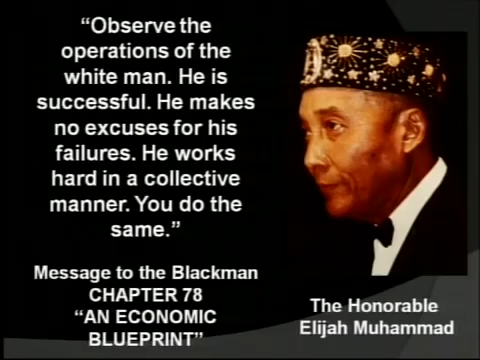 “Observe the
operations of the
white man. He is
successful. He makes
no excuses for his
failures. He works
hard in a collective
manner. You do the
same.”
Message to the Blackman
CHAPTER 78
“AN ECONOMIC
BLUEPRINT”
The Honorable
Elijah Muhammad